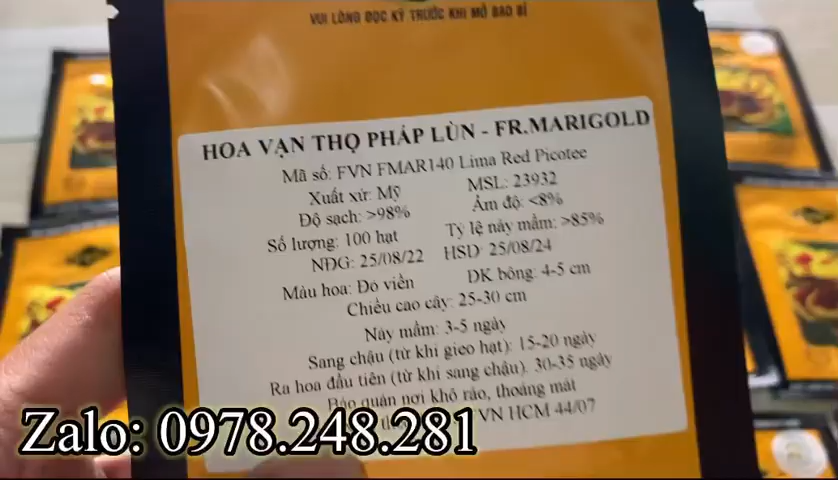 VUI LÒNG ĐỌC KỸ TRƯỚC KHI MỞ BAO BÌ
HOA VẠN THỌ PHÁP LÙN - FR.MARIGOLD
Mã số: FVN FMAR140 Lima Red Picotee
Xuất xứ: Mỹ MSL: 23932
Độ sạch: >98% Ẩm độ: <8%
Số lượng: 100 hạt Tỷ lệ nảy mầm: >85%
NĐG: 25/08/22 HSD: 25/08/24
Màu hoa: Đỏ viền ĐK bông: 4-5 cm
Chiều cao cây: 25-30 cm
Nảy mầm: 3-5 ngày
Sang chậu (từ khi gieo hạt): 15-20 ngày
Ra hoa đầu tiên (từ khi sang chậu): 30-35 ngày
Bảo quản nơi khô ráo, thoáng mát
VN HCM 44/07
Zalo: 0978.248.281